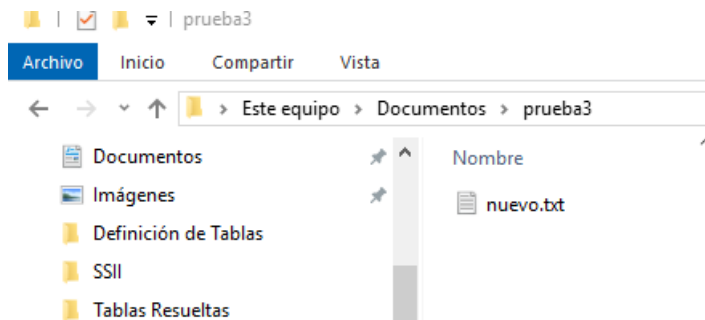 prueba3
Archivo Inicio Compartir Vista
Este equipo > Documentos > prueba3
Documentos
Imágenes
Definición de Tablas
SSII
Tablas Resueltas
Nombre
nuevo.txt